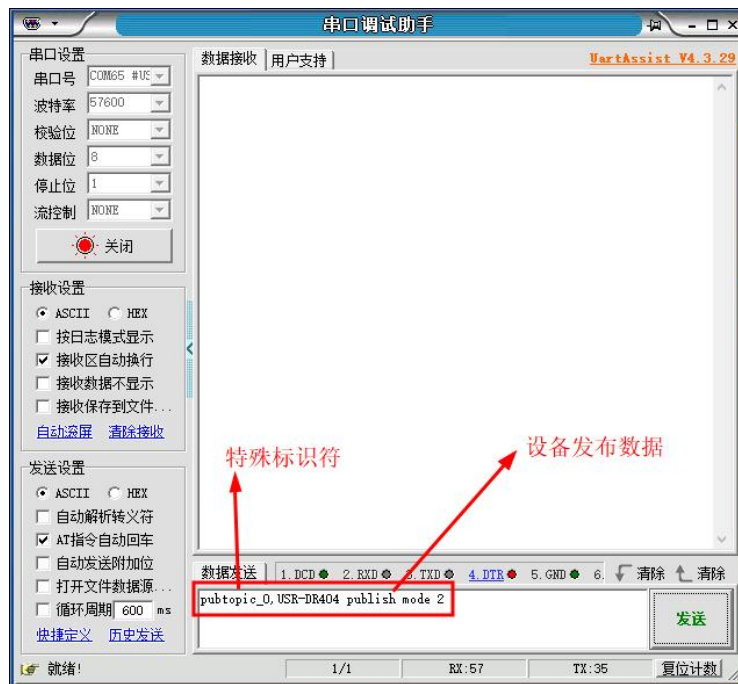 串口调试助手
串口设置
串口号 COM65 #US
波特率 57600
校验位 NONE
数据位 8
停止位 1
流控制 NONE
关闭
接收设置
ASCII HEX
按日志模式显示
接收区自动换行
接收数据不显示
接收保存到文件...
自动滚屏 清除接收
发送设置
ASCII HEX
自动解析转义符
AT指令自动回车
自动发送附加位
打开文件数据源...
循环周期 600 ms
快捷定义 历史发送
数据接收 用户支持 UartAssist V4.3.29
特殊标识符 设备发布数据
数据发送 1.DCD 2.RXD 3.TXD 4.DTR 5.GND 6. 清除 清除
pubtopic_0,USR-DR404 publish mode 2
发送
就绪! 1/1 RX:57 TX:35 复位计数